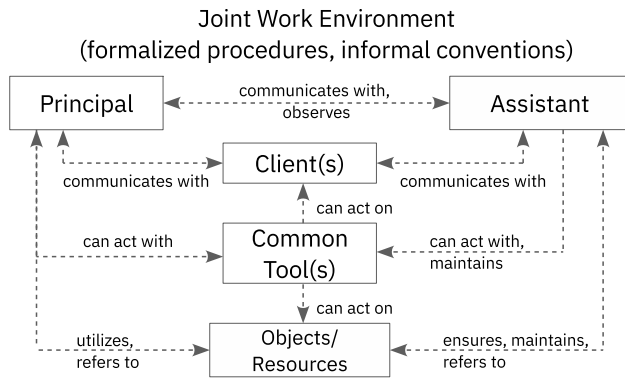 Joint Work Environment
(formalized procedures, informal conventions)
Principal
communicates with,
observes
Assistant
Client(s)
communicates with
communicates with
can act on
Common
Tool(s)
can act with
can act with,
maintains
can act on
Objects/
Resources
utilizes,
refers to
ensures, maintains,
refers to